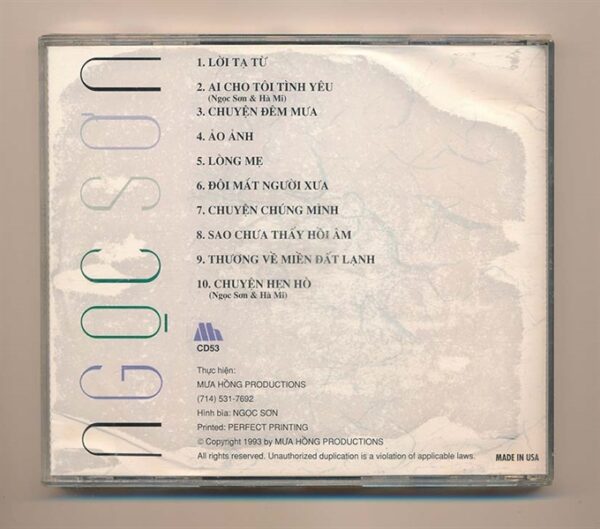 nGỌCSƠn
1. LỜI TẠ TỪ
2. AI CHO TÔI TÌNH YÊU
(Ngọc Sơn & Hà Mi)
3. CHUYỆN ĐÊM MƯA
4. ẢO ẢNH
5. LÒNG MẸ
6. ĐÔI MẮT NGƯỜI XƯA
7. CHUYỆN CHÚNG MÌNH
8. SAO CHƯA THẤY HỒI ÂM
9. THƯƠNG VỀ MIỀN ĐẤT LẠNH
10. CHUYỆN HẸN HÒ
(Ngọc Sơn & Hà Mi)
Mh
CD53
Thực hiện:
MƯA HỒNG PRODUCTIONS
(714) 531-7692
Hình bìa: NGỌC SƠN
Printed: PERFECT PRINTING
© Copyright 1993 by MƯA HỒNG PRODUCTIONS
All rights reserved. Unauthorized duplication is a violation of applicable laws.
MADE IN USA